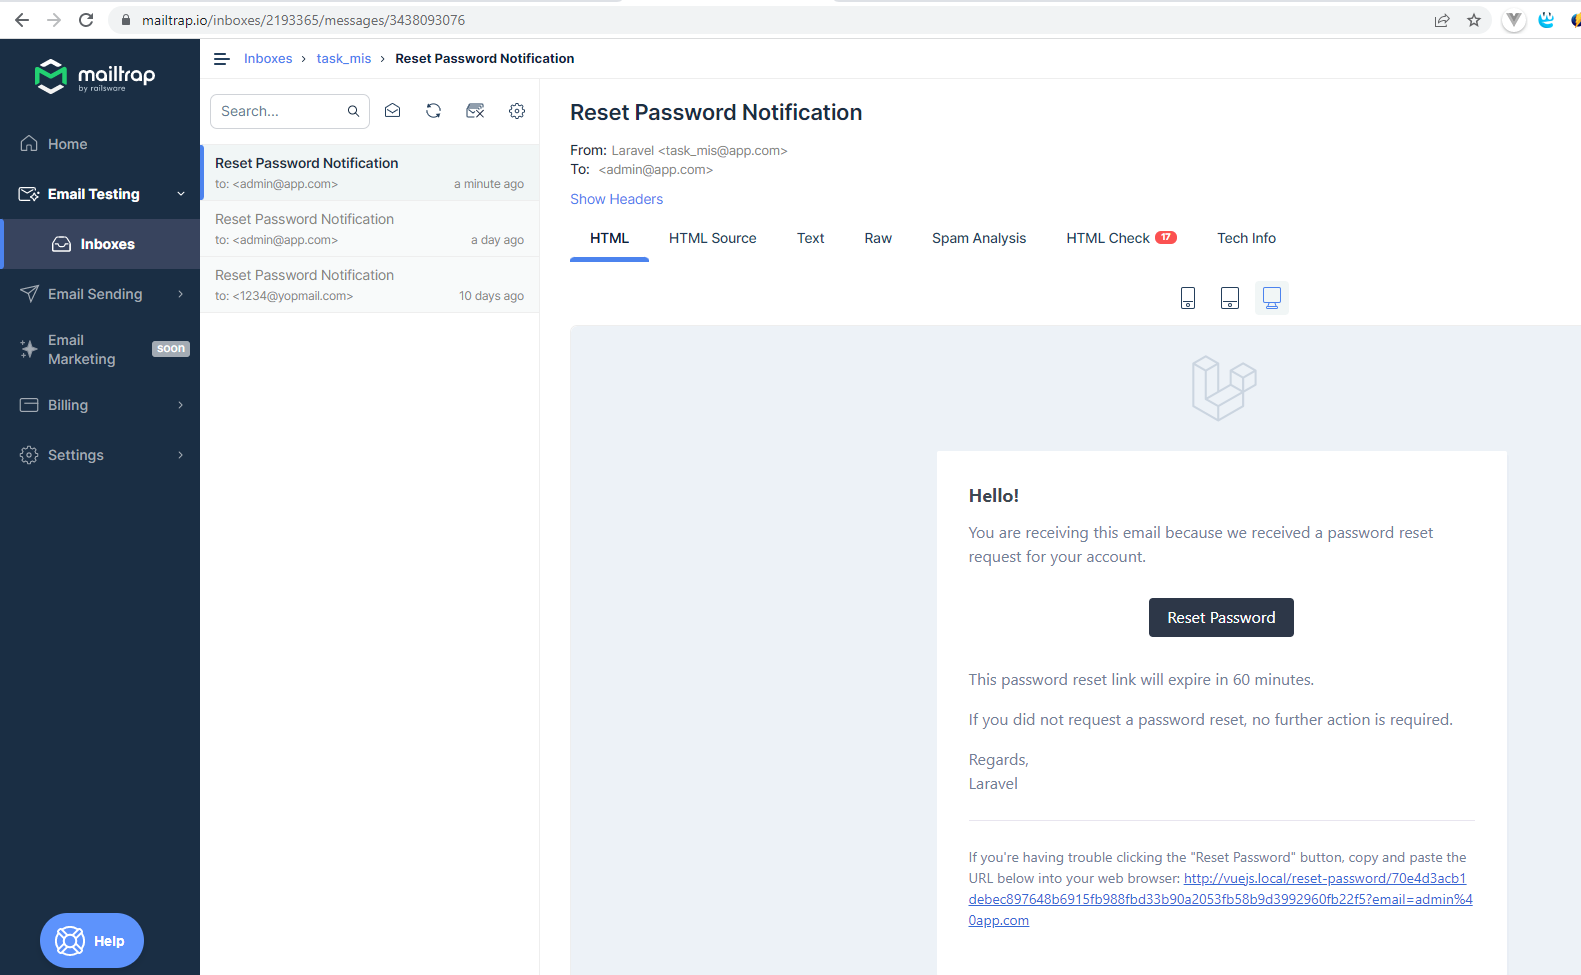 mailtrap.io/inboxes/2193365/messages/3438093076
mailtrap
by railsware
Home
Email Testing
Inboxes
Email Sending
Email
Marketing
soon
Billing
Settings
Help
Inboxes › task_mis › Reset Password Notification
Search...
Reset Password Notification
to: <admin@app.com> a minute ago
Reset Password Notification
to: <admin@app.com> a day ago
Reset Password Notification
to: <1234@yopmail.com> 10 days ago
Reset Password Notification
From: Laravel <task_mis@app.com>
To: <admin@app.com>
Show Headers
HTML HTML Source Text Raw Spam Analysis HTML Check 17 Tech Info
Hello!
You are receiving this email because we received a password reset
request for your account.
Reset Password
This password reset link will expire in 60 minutes.
If you did not request a password reset, no further action is required.
Regards,
Laravel
If you're having trouble clicking the "Reset Password" button, copy and paste the
URL below into your web browser: http://vuejs.local/reset-password/70e4d3acb1
debec897648b6915fb988fbd33b90a2053fb58b9d3992960fb22f5?email=admin%4
0app.com